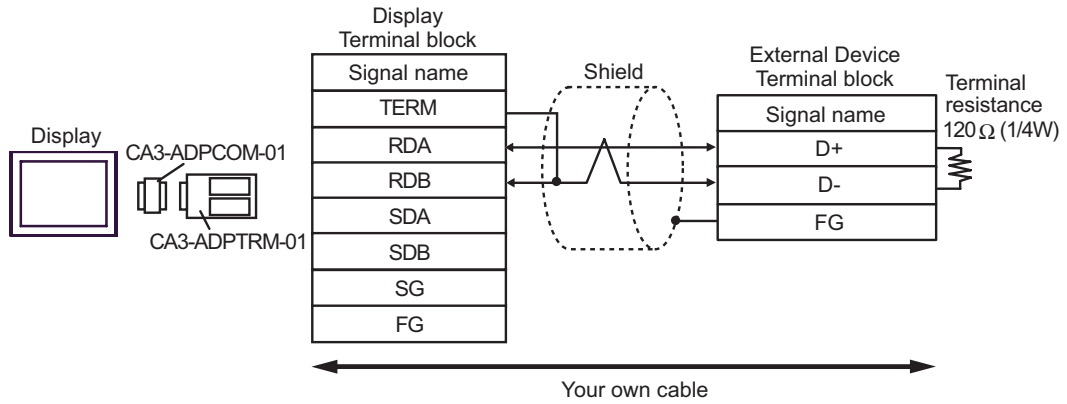 Display
CA3-ADPCOM-01
CA3-ADPTRM-01
Display
Terminal block
Signal name
TERM
RDA
RDB
SDA
SDB
SG
FG
Shield
External Device
Terminal block
Signal name
D+
D-
FG
Terminal
resistance
120 Ω (1/4W)
Your own cable